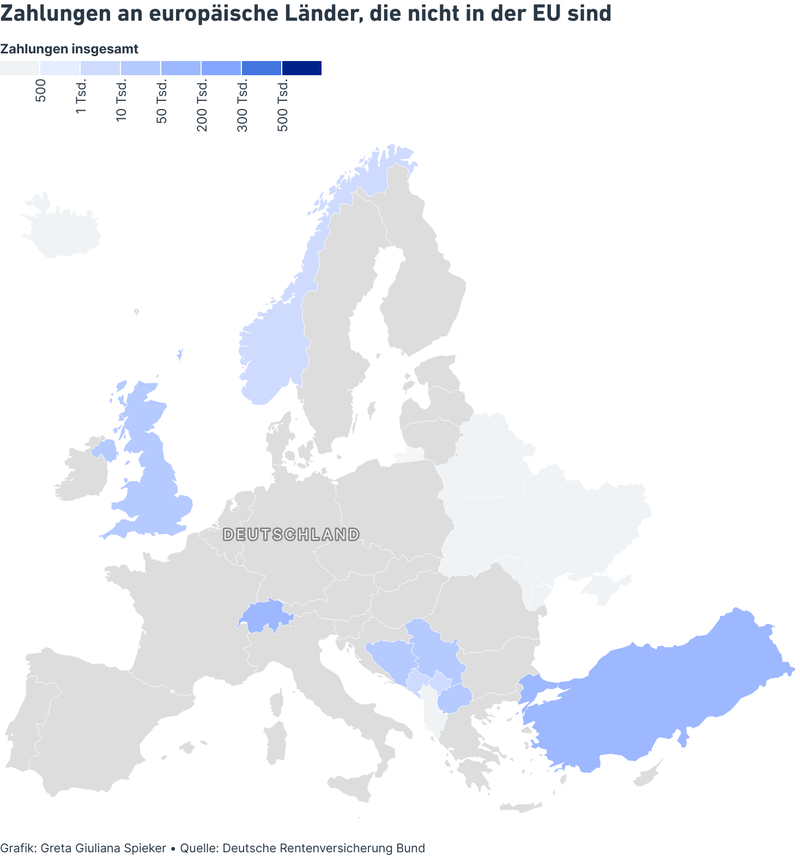 Zahlungen an europäische Länder, die nicht in der EU sind
Zahlungen insgesamt
500
1 Tsd.
10 Tsd.
50 Tsd.
200 Tsd.
300 Tsd.
500 Tsd.
DEUTSCHLAND
Grafik: Greta Giuliana Spieker • Quelle: Deutsche Rentenversicherung Bund